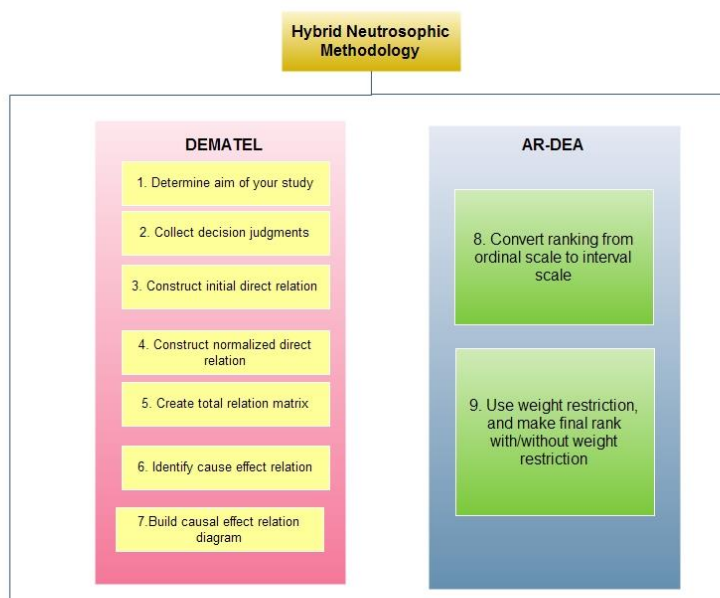 Hybrid Neutrosophic
Methodology
DEMATEL
1. Determine aim of your study
2. Collect decision judgments
3. Construct initial direct relation
4. Construct normalized direct
relation
5. Create total relation matrix
6. Identify cause effect relation
7.Build causal effect relation
diagram
AR-DEA
8. Convert ranking from
ordinal scale to interval
scale
9. Use weight restriction,
and make final rank
with/without weight
restriction